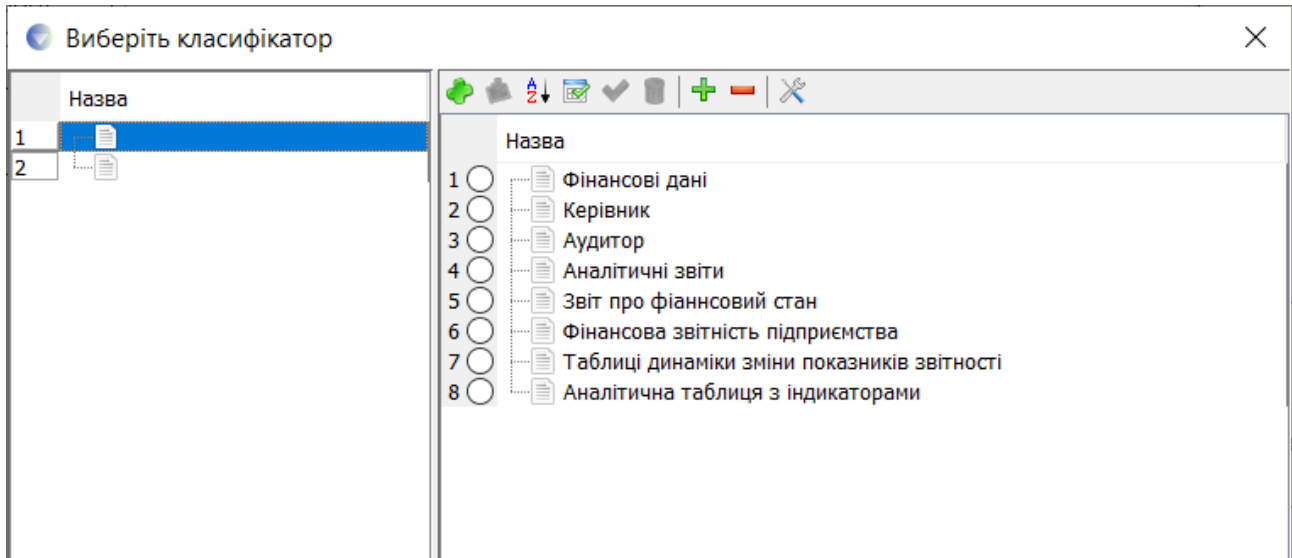 Виберіть класифікатор
Назва
1
2
Назва
1 Фінансові дані
2 Керівник
3 Аудитор
4 Аналітичні звіти
5 Звіт про фіаннсовий стан
6 Фінансова звітність підприємства
7 Таблиці динаміки зміни показників звітності
8 Аналітична таблиця з індикаторами